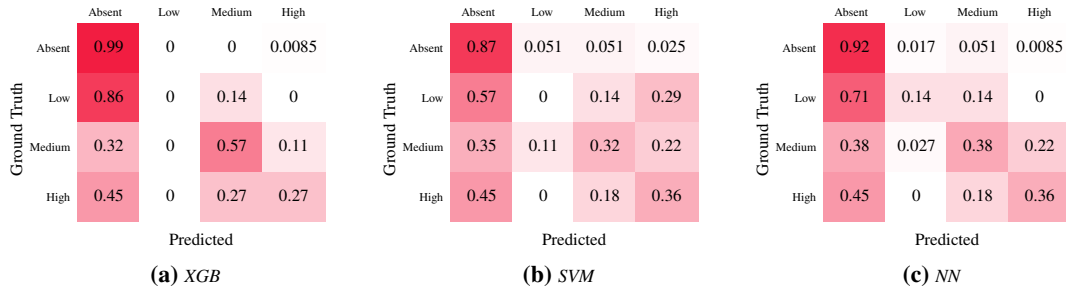 Absent Low Medium High
Absent 0.99 0 0 0.0085
Low 0.86 0 0.14 0
Medium 0.32 0 0.57 0.11
High 0.45 0 0.27 0.27
Ground Truth
Predicted
(a) XGB
Absent Low Medium High
Absent 0.87 0.051 0.051 0.025
Low 0.57 0 0.14 0.29
Medium 0.35 0.11 0.32 0.22
High 0.45 0 0.18 0.36
Ground Truth
Predicted
(b) SVM
Absent Low Medium High
Absent 0.92 0.017 0.051 0.0085
Low 0.71 0.14 0.14 0
Medium 0.38 0.027 0.38 0.22
High 0.45 0 0.18 0.36
Ground Truth
Predicted
(c) NN